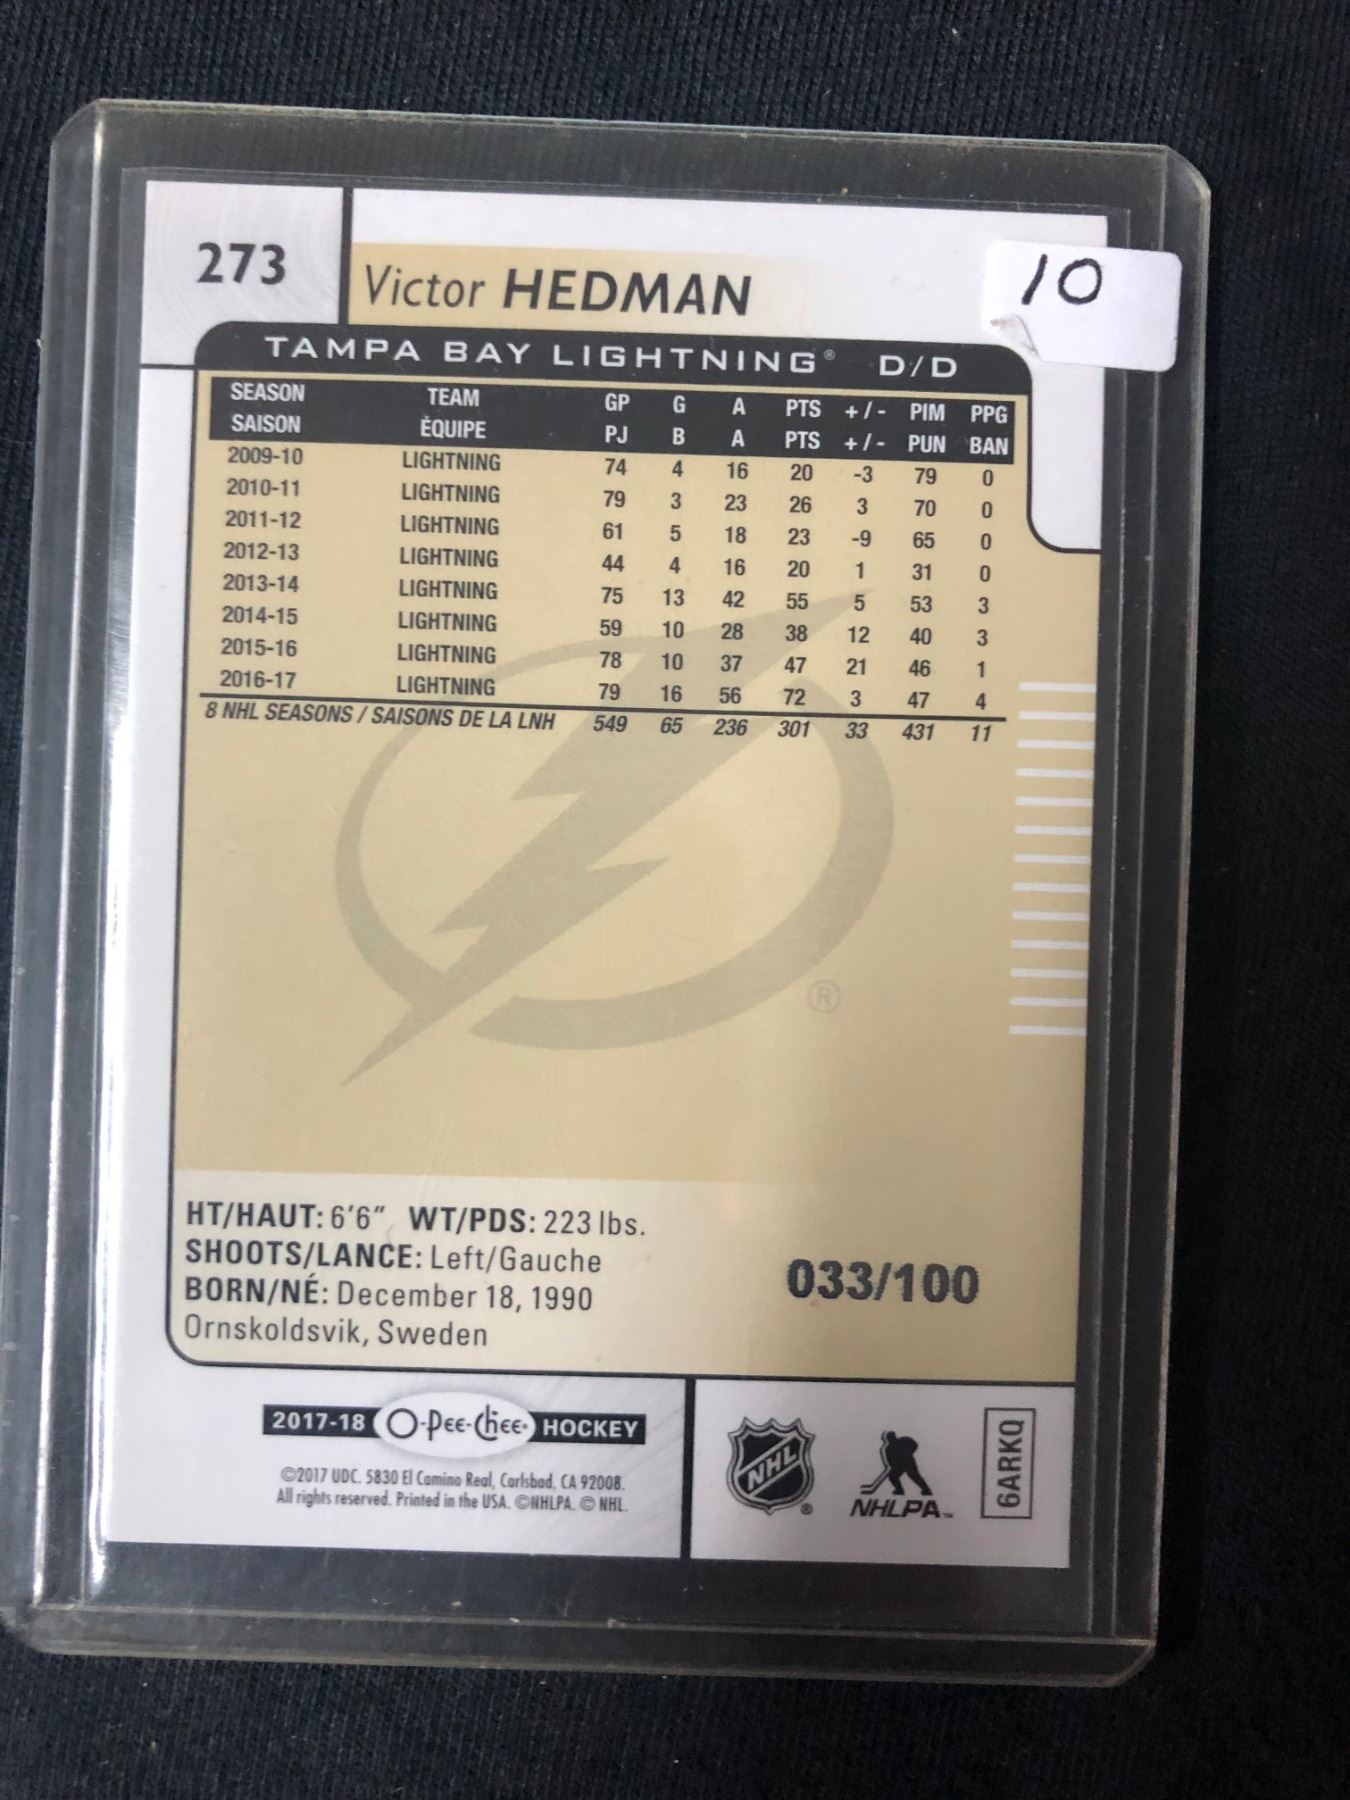 273
Victor HEDMAN
10
TAMPA BAY LIGHTNING® D/D
SEASON TEAM GP G A PTS +/- PIM PPG
SAISON ÉQUIPE PJ B A PTS +/- PUN BAN
2009-10 LIGHTNING 74 4 16 20 -3 79 0
2010-11 LIGHTNING 79 3 23 26 3 70 0
2011-12 LIGHTNING 61 5 18 23 -9 65 0
2012-13 LIGHTNING 44 4 16 20 1 31 0
2013-14 LIGHTNING 75 13 42 55 5 53 3
2014-15 LIGHTNING 59 10 28 38 12 40 3
2015-16 LIGHTNING 78 10 37 47 21 46 1
2016-17 LIGHTNING 79 16 56 72 3 47 4
8 NHL SEASONS / SAISONS DE LA LNH 549 65 236 301 33 431 11
®
HT/HAUT: 6'6" WT/PDS: 223 lbs.
SHOOTS/LANCE: Left/Gauche
BORN/NÉ: December 18, 1990
Ornskoldsvik, Sweden
033/100
2017-18 O-Pee-Chee® HOCKEY
©2017 UDC. 5830 El Camino Real, Carlsbad, CA 92008.
All rights reserved. Printed in the USA. ©NHLPA. © NHL.
NHL®
NHLPA™
6ARKQ